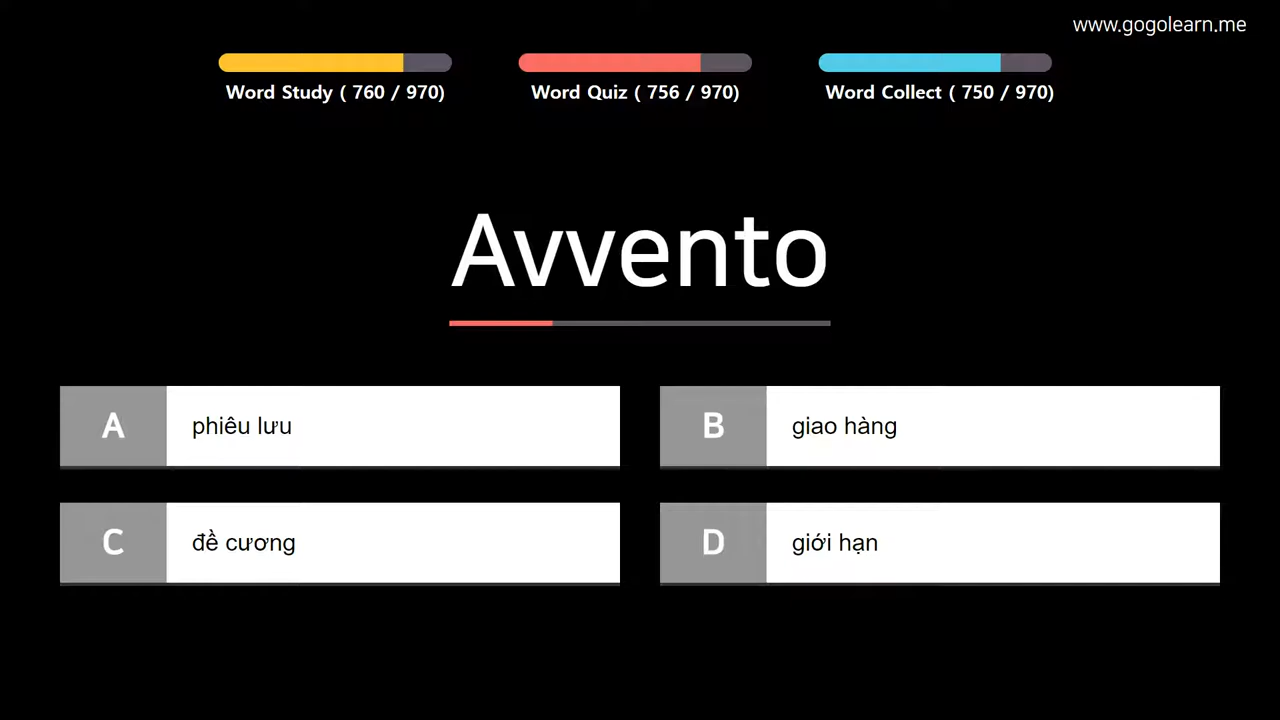 www.gogolearn.me
Word Study ( 760 / 970)
Word Quiz ( 756 / 970)
Word Collect ( 750 / 970)
Avvento
A phiêu lưu
B giao hàng
C đề cương
D giới hạn